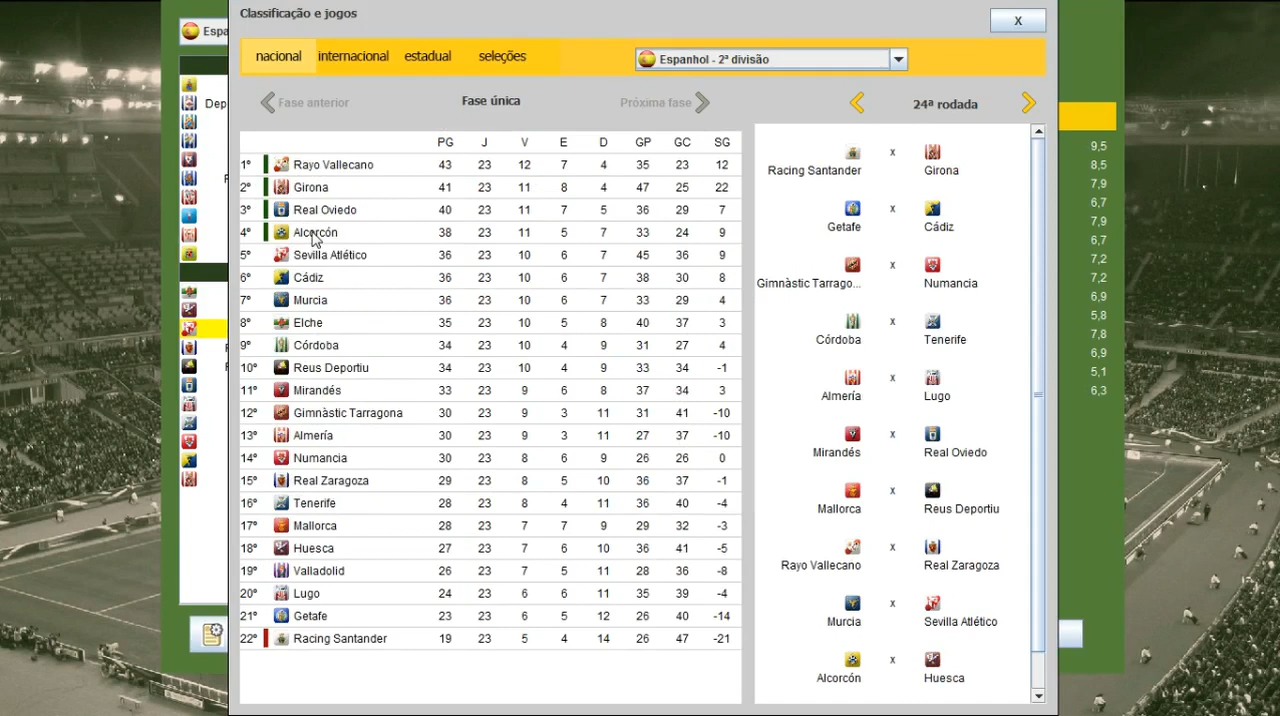 Classificação e jogos
X
Espa
nacional internacional estadual seleções
Espanhol - 2ª divisão
Fase anterior Fase única Próxima fase
24ª rodada
PG J V E D GP GC SG
1º Rayo Vallecano 43 23 12 7 4 35 23 12
2º Girona 41 23 11 8 4 47 25 22
3º Real Oviedo 40 23 11 7 5 36 29 7
4º Alcorcón 38 23 11 5 7 33 24 9
5º Sevilla Atlético 36 23 10 6 7 45 36 9
6º Cádiz 36 23 10 6 7 38 30 8
7º Murcia 36 23 10 6 7 33 29 4
8º Elche 35 23 10 5 8 40 37 3
9º Córdoba 34 23 10 4 9 31 27 4
10º Reus Deportiu 34 23 10 4 9 33 34 -1
11º Mirandés 33 23 9 6 8 37 34 3
12º Gimnàstic Tarragona 30 23 9 3 11 31 41 -10
13º Almería 30 23 9 3 11 27 37 -10
14º Numancia 30 23 8 6 9 26 26 0
15º Real Zaragoza 29 23 8 5 10 36 37 -1
16º Tenerife 28 23 8 4 11 36 40 -4
17º Mallorca 28 23 7 7 9 29 32 -3
18º Huesca 27 23 7 6 10 36 41 -5
19º Valladolid 26 23 7 5 11 28 36 -8
20º Lugo 24 23 6 6 11 35 39 -4
21º Getafe 23 23 6 5 12 26 40 -14
22º Racing Santander 19 23 5 4 14 26 47 -21
Racing Santander x Girona
Getafe x Cádiz
Gimnàstic Tarrago... x Numancia
Córdoba x Tenerife
Almería x Lugo
Mirandés x Real Oviedo
Mallorca x Reus Deportiu
Rayo Vallecano x Real Zaragoza
Murcia x Sevilla Atlético
Alcorcón x Huesca
Dep
9,5
8,5
7,9
6,7
7,9
6,7
7,2
7,2
6,9
5,8
7,8
6,9
5,1
6,3